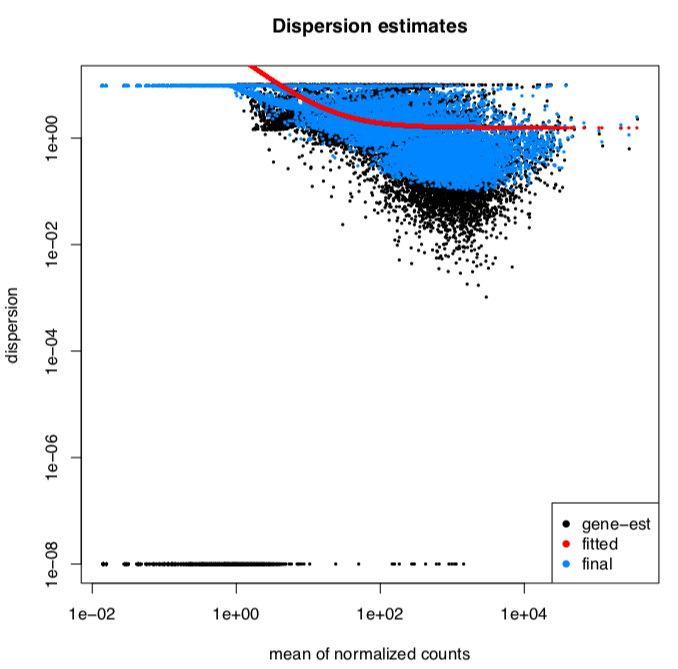 Dispersion estimates
dispersion
1e+00
1e−02
1e−04
1e−06
1e−08
gene−est
fitted
final
1e−02
1e+00
1e+02
1e+04
mean of normalized counts